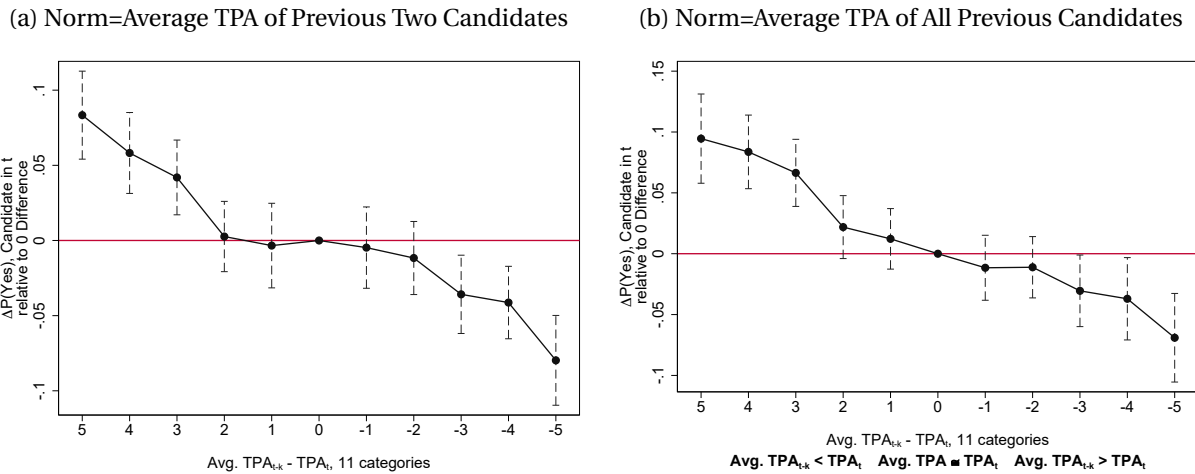 (a) Norm=Average TPA of Previous Two Candidates
ΔP(Yes), Candidate in t
relative to 0 Difference
.1
.05
0
-.05
-.1
5 4 3 2 1 0 -1 -2 -3 -4 -5
Avg. TPAt-k - TPAt, 11 categories
(b) Norm=Average TPA of All Previous Candidates
ΔP(Yes), Candidate in t
relative to 0 Difference
.15
.1
.05
0
-.05
-.1
5 4 3 2 1 0 -1 -2 -3 -4 -5
Avg. TPAt-k - TPAt, 11 categories
Avg. TPAt-k < TPAt Avg. TPA TPAt Avg. TPAt-k > TPAt